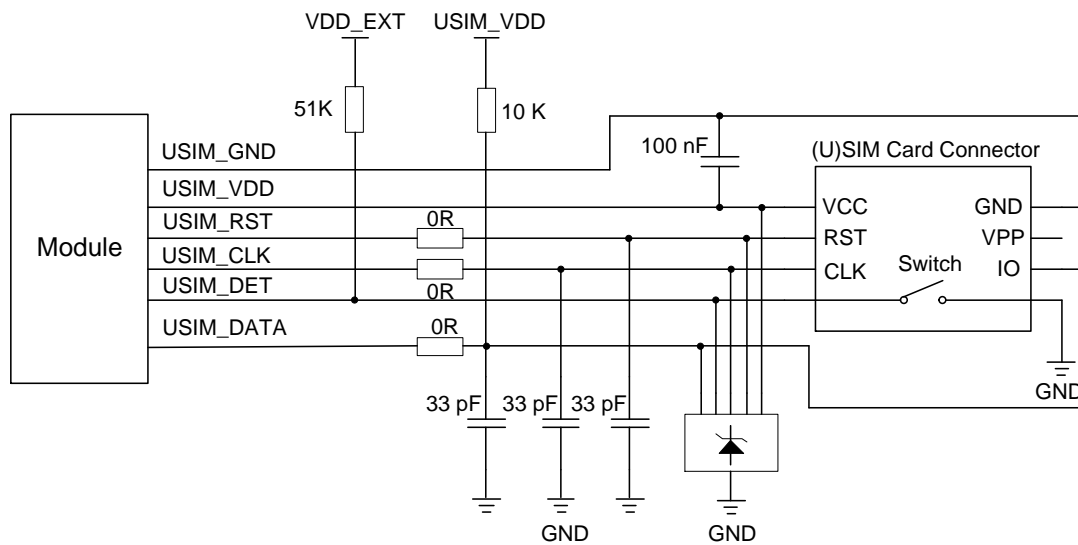 VDD_EXT
USIM_VDD
51K
10 K
100 nF
(U)SIM Card Connector
Module
USIM_GND
USIM_VDD
USIM_RST
USIM_CLK
USIM_DET
USIM_DATA
0R
0R
0R
VCC
RST
CLK
GND
VPP
IO
Switch
GND
33 pF
33 pF
33 pF
GND
GND